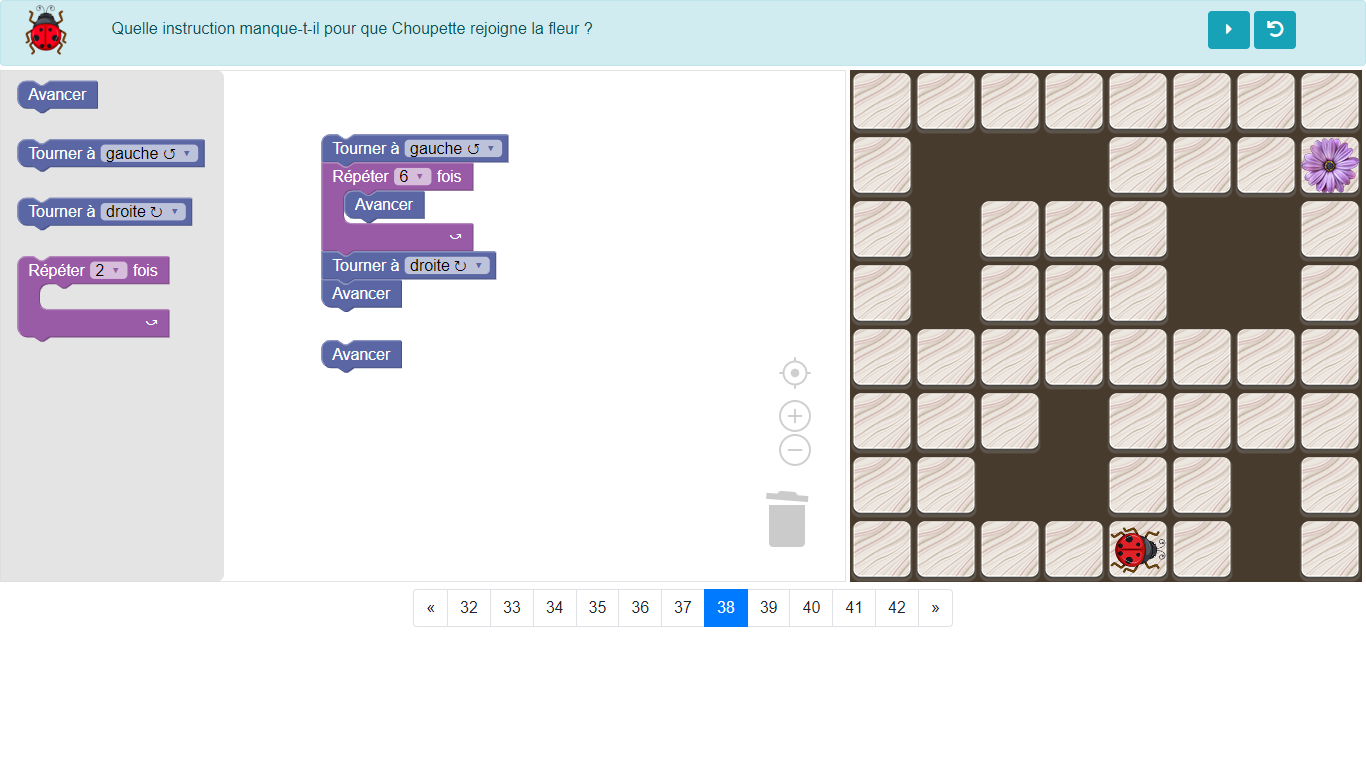 Quelle instruction manque-t-il pour que Choupette rejoigne la fleur ?
Avancer
Tourner à gauche ↺ ▾
Tourner à droite ↻ ▾
Répéter 2 ▾ fois
Tourner à gauche ↺ ▾
Répéter 6 ▾ fois
Avancer
Tourner à droite ↻ ▾
Avancer
Avancer
« 32 33 34 35 36 37 38 39 40 41 42 »